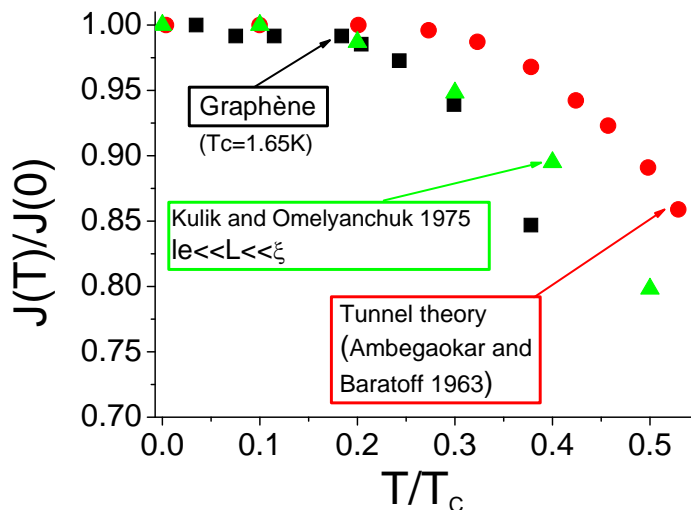 1.00
0.95
0.90
0.85
0.80
0.75
0.70
J(T)/J(0)
Graphène
(Tc=1.65K)
Kulik and Omelyanchuk 1975
le<<L<<ξ
Tunnel theory
(Ambegaokar and
Baratoff 1963)
0.0 0.1 0.2 0.3 0.4 0.5
T/Tc